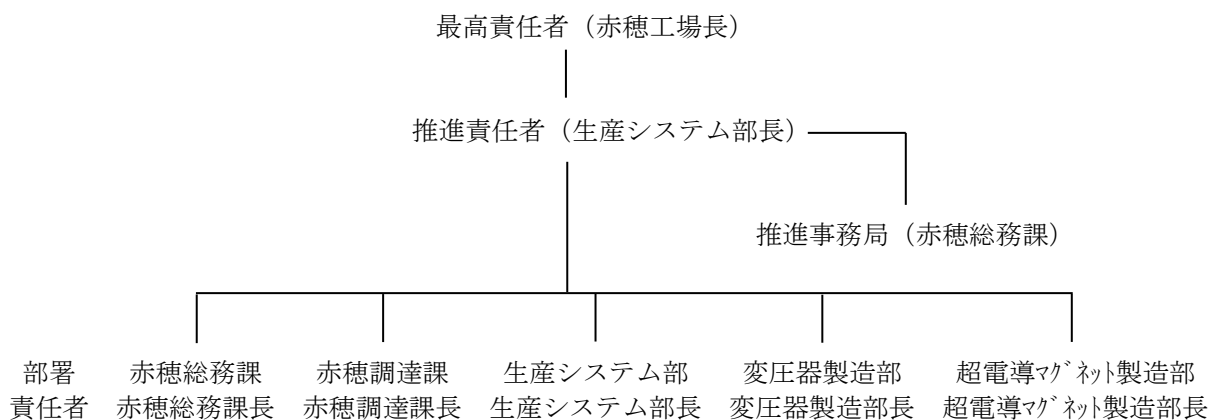 最高責任者（赤穂工場長）
推進責任者（生産システム部長）
推進事務局（赤穂総務課）
部署 赤穂総務課 赤穂調達課 生産システム部 変圧器製造部 超電導ﾏｸﾞﾈｯﾄ製造部
責任者 赤穂総務課長 赤穂調達課長 生産システム部長 変圧器製造部長 超電導ﾏｸﾞﾈｯﾄ製造部長